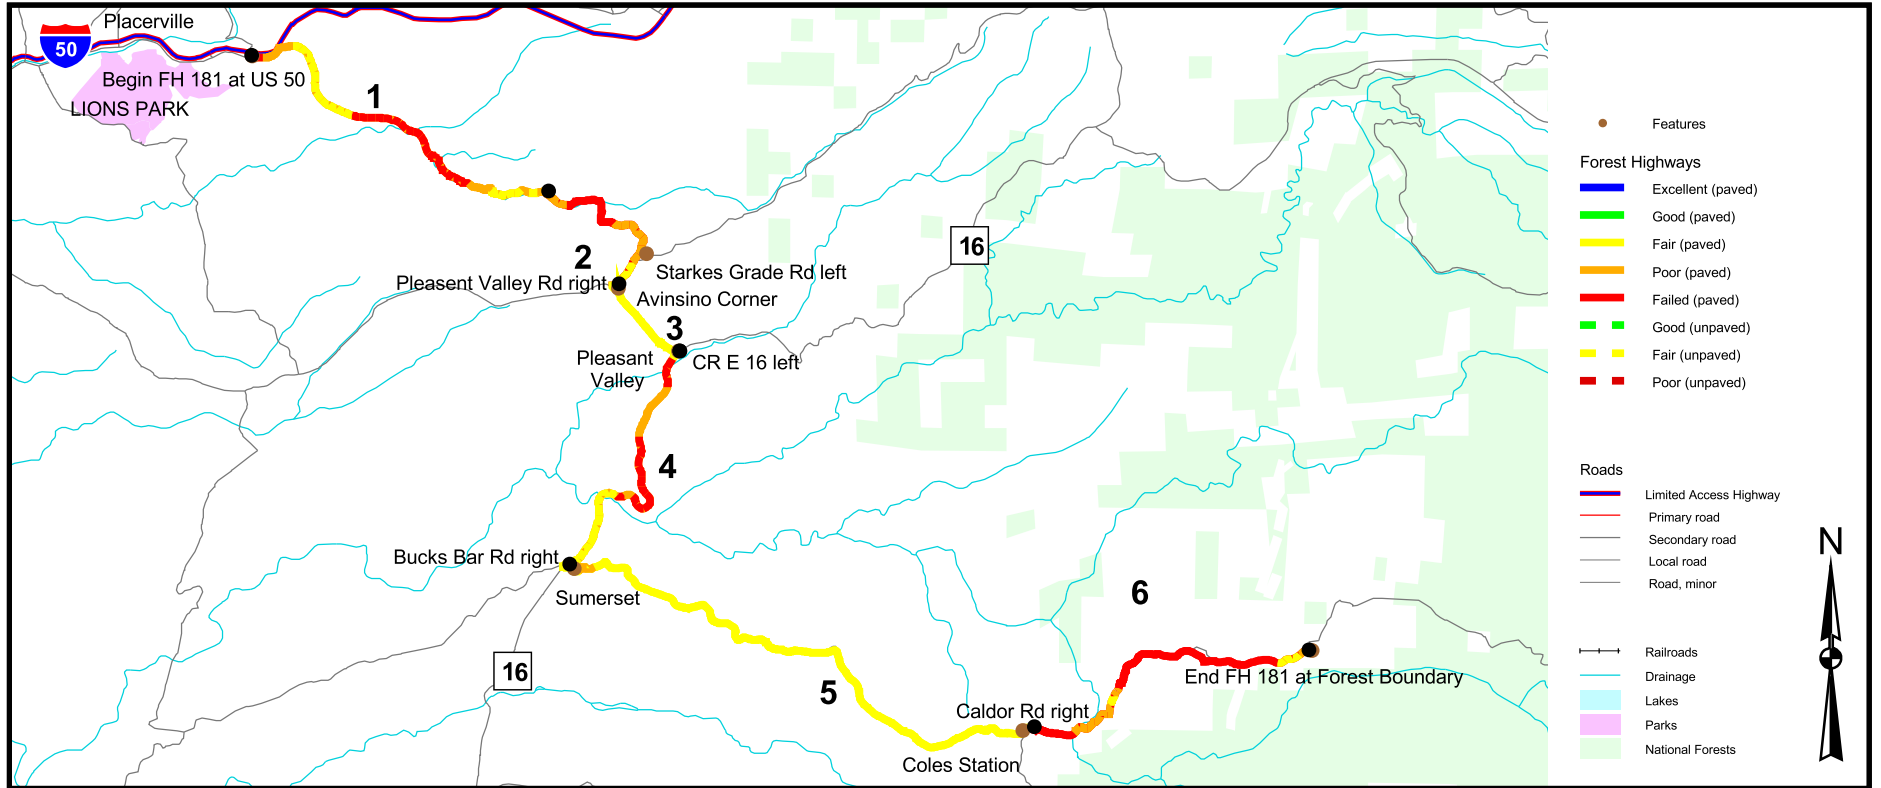 Placerville
50
Begin FH 181 at US 50
LIONS PARK
1
2
Starkes Grade Rd left
Pleasent Valley Rd right
Avinsino Corner
3
Pleasant
Valley
CR E 16 left
16
4
Bucks Bar Rd right
Sumerset
16
5
6
End FH 181 at Forest Boundary
Caldor Rd right
Coles Station
Features
Forest Highways
Excellent (paved)
Good (paved)
Fair (paved)
Poor (paved)
Failed (paved)
Good (unpaved)
Fair (unpaved)
Poor (unpaved)
Roads
Limited Access Highway
Primary road
Secondary road
Local road
Road, minor
Railroads
Drainage
Lakes
Parks
National Forests
N